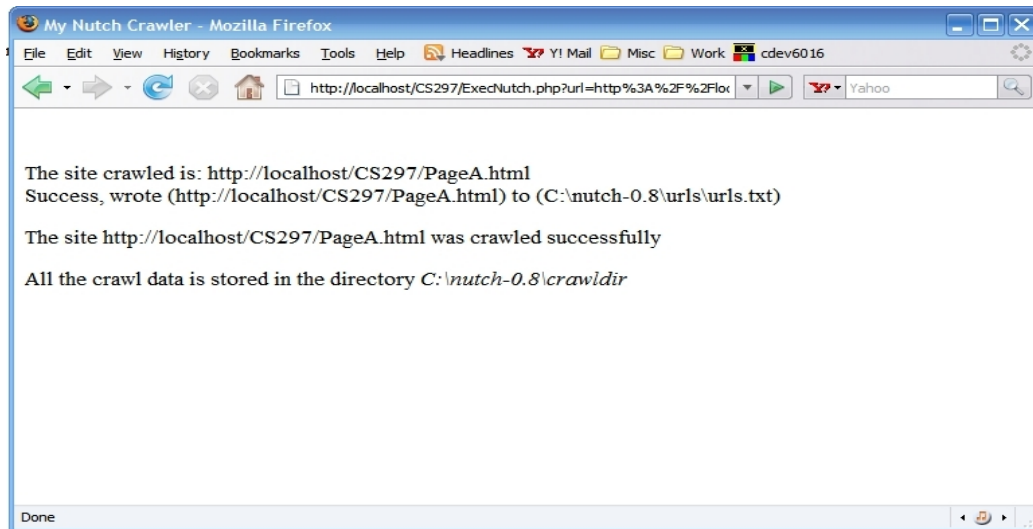 My Nutch Crawler - Mozilla Firefox
File Edit View History Bookmarks Tools Help Headlines Y! Mail Misc Work cdev6016
http://localhost/CS297/ExecNutch.php?url=http%3A%2F%2Floc Yahoo
The site crawled is: http://localhost/CS297/PageA.html
Success, wrote (http://localhost/CS297/PageA.html) to (C:\nutch-0.8\urls\urls.txt)
The site http://localhost/CS297/PageA.html was crawled successfully
All the crawl data is stored in the directory C:\nutch-0.8\crawldir
Done